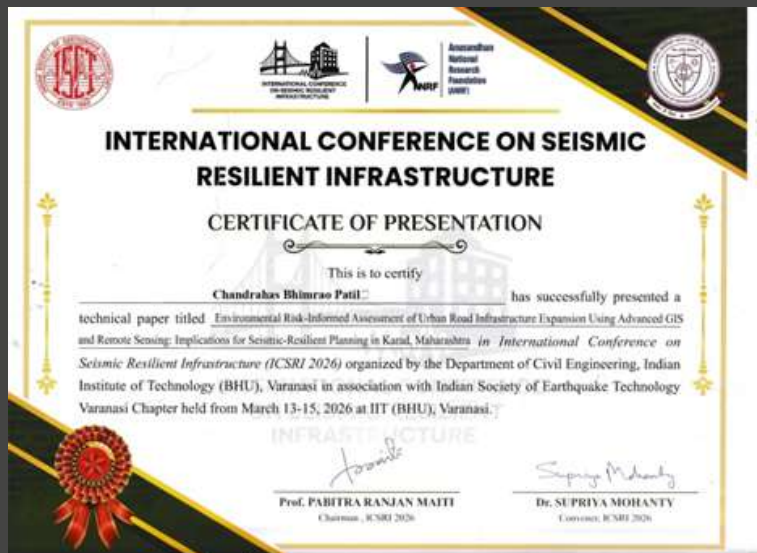 ISET
INTERNATIONAL CONFERENCE
ON SEISMIC RESILIENT
INFRASTRUCTURE
ANRF
Anusandhan
National
Research
Foundation
(ANRF)
INTERNATIONAL CONFERENCE ON SEISMIC
RESILIENT INFRASTRUCTURE
CERTIFICATE OF PRESENTATION
This is to certify
Chandrahas Bhimrao Patil□ has successfully presented a
technical paper titled Environmental Risk-Informed Assessment of Urban Road Infrastructure Expansion Using Advanced GIS
and Remote Sensing: Implications for Seismic-Resilient Planning in Karad, Maharashtra in International Conference on
Seismic Resilient Infrastructure (ICSRI 2026) organized by the Department of Civil Engineering, Indian
Institute of Technology (BHU), Varanasi in association with Indian Society of Earthquake Technology
Varanasi Chapter held from March 13-15, 2026 at IIT (BHU), Varanasi.
INFRASTRUCTURE
Supriya Mohanty
Prof. PABITRA RANJAN MAITI Dr. SUPRIYA MOHANTY
Chairman , ICSRI 2026 Convener, ICSRI 2026